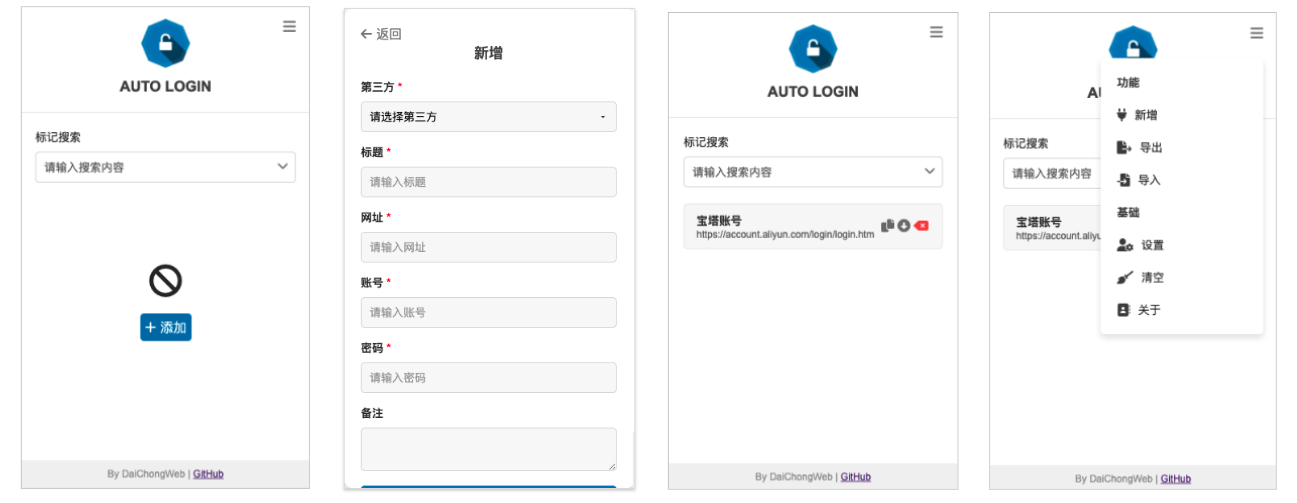 AUTO LOGIN
标记搜索
请输入搜索内容
添加
By DaiChongWeb | GitHub
返回
新增
第三方 *
请选择第三方
标题 *
请输入标题
网址 *
请输入网址
账号 *
请输入账号
密码 *
请输入密码
备注
AUTO LOGIN
标记搜索
请输入搜索内容
宝塔账号
https://account.aliyun.com/login/login.htm
By DaiChongWeb | GitHub
AU
标记搜索
请输入搜索内容
宝塔账号
https://account.aliyu
功能
新增
导出
导入
基础
设置
清空
关于
By DaiChongWeb | GitHub